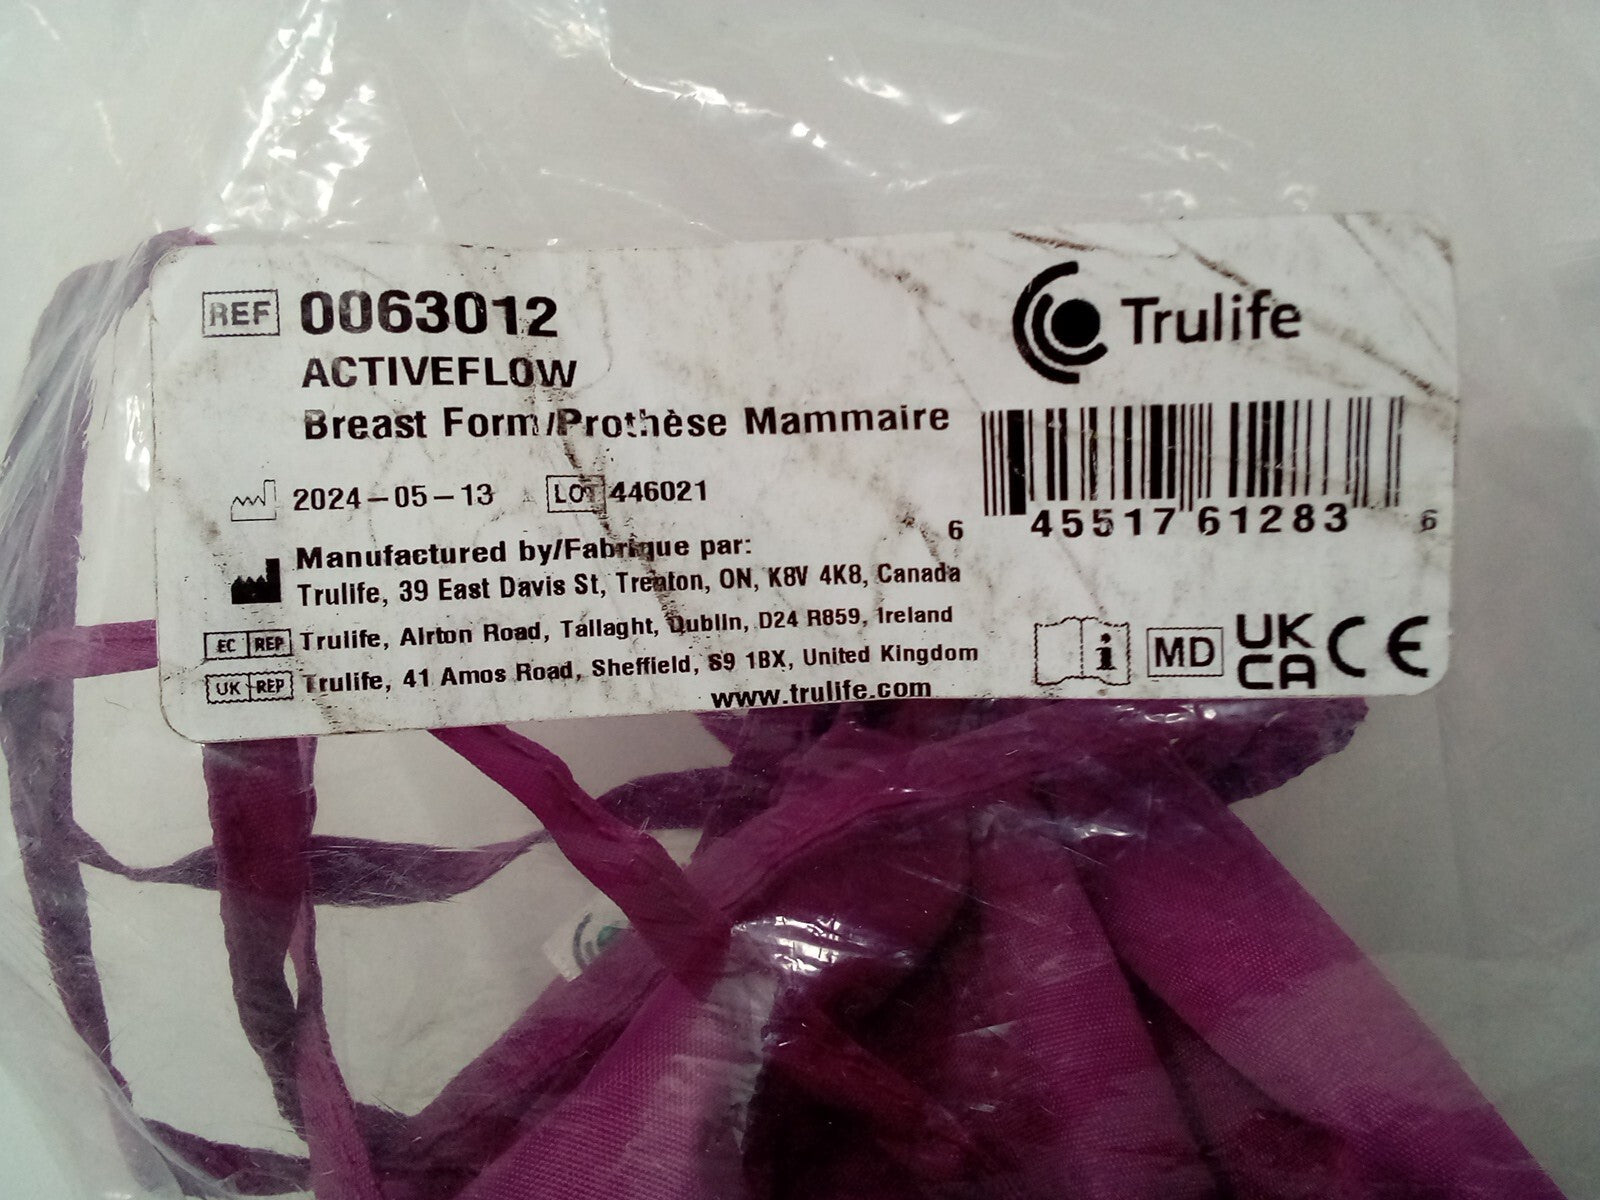 REF 0063012
Trulife
ACTIVEFLOW
Breast Form/Prothèse Mammaire
2024-05-13 LOT 446021
6 45517 61283 6
Manufactured by/Fabrique par:
Trulife, 39 East Davis St, Trenton, ON, K8V 4K8, Canada
EC REP Trulife, Airton Road, Tallaght, Dublin, D24 R859, Ireland
UK REP Trulife, 41 Amos Road, Sheffield, S9 1BX, United Kingdom
www.trulife.com
i MD UK CA CE